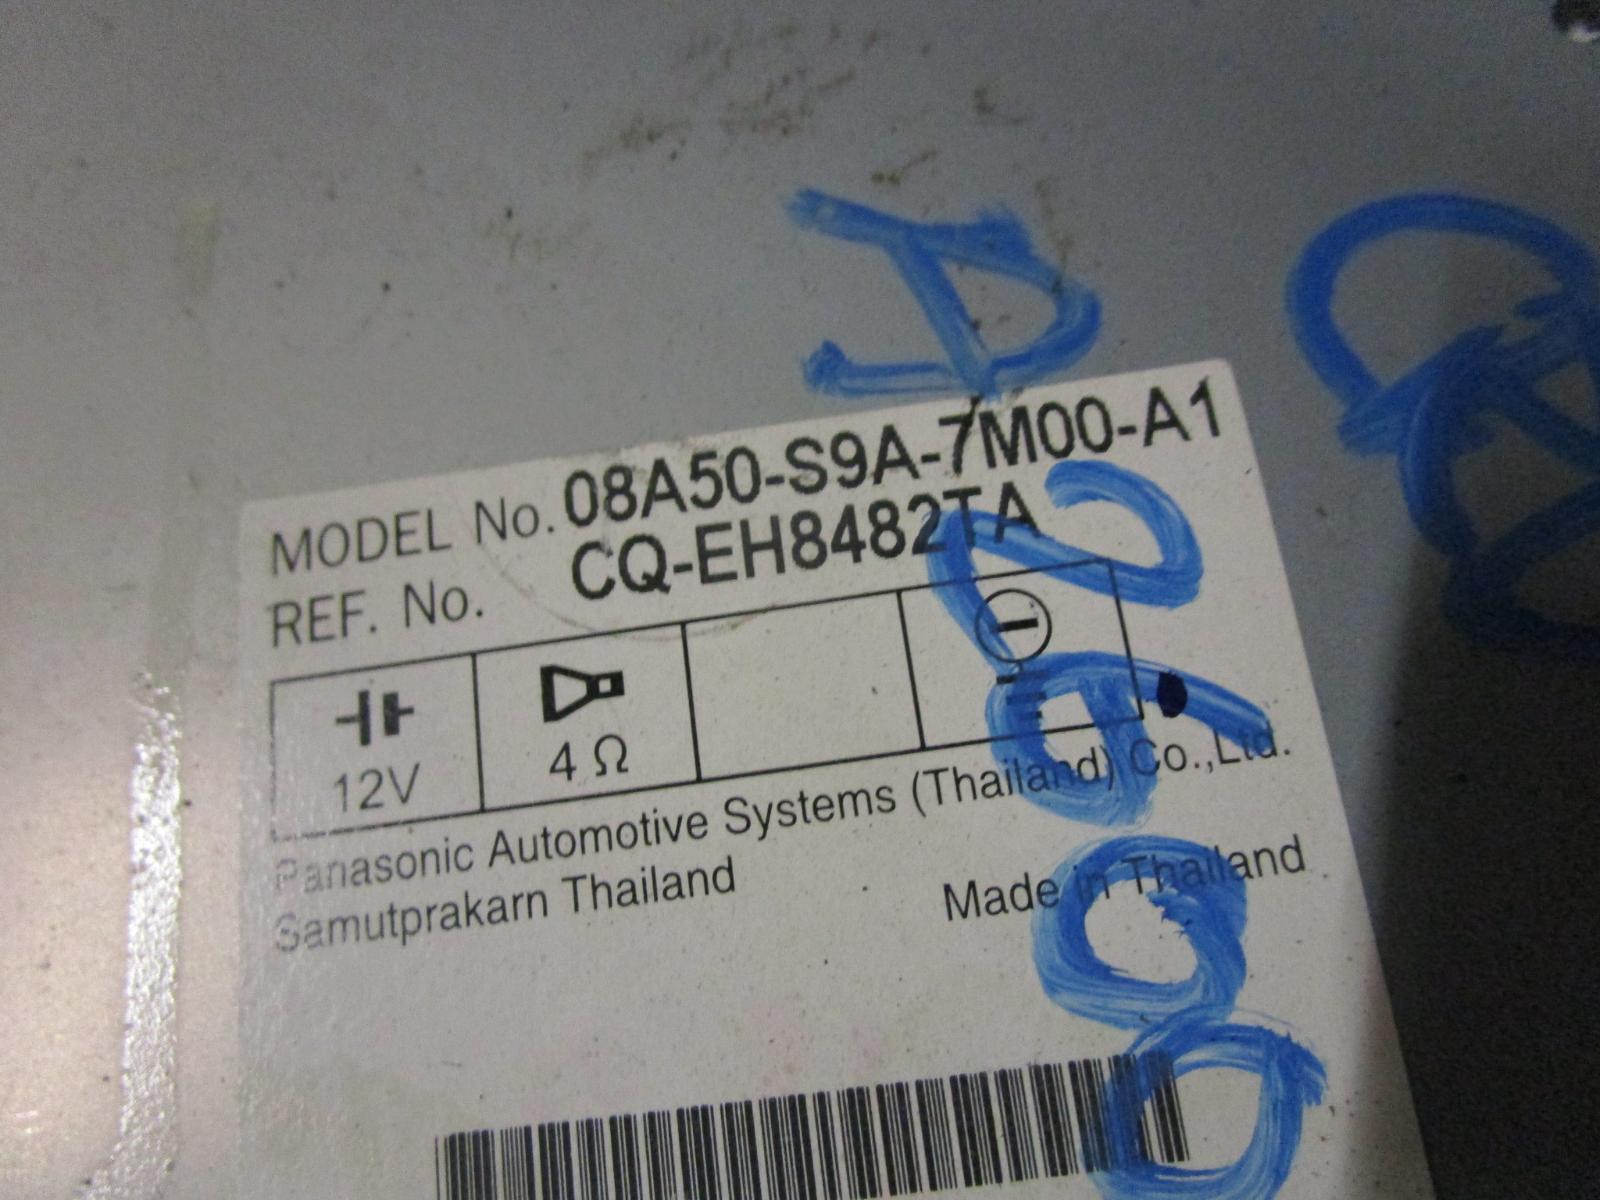 MODEL No. 08A50-S9A-7M00-A1
REF. No. CQ-EH8482TA
12V
4 Ω
Panasonic Automotive Systems (Thailand) Co.,Ltd.
Samutprakarn Thailand
Made in Thailand